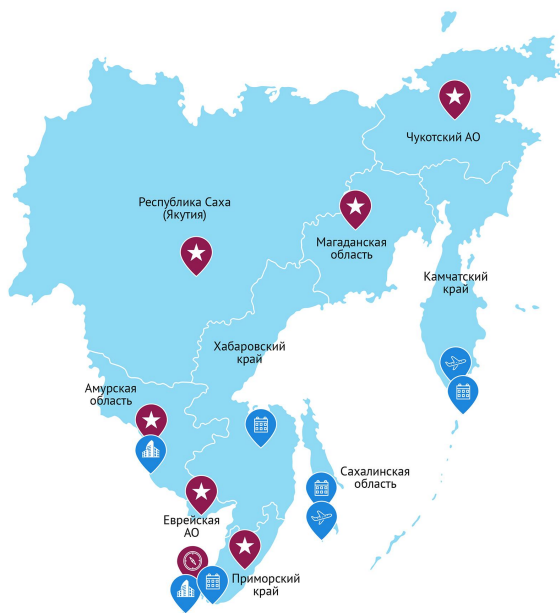 Чукотский АО
Республика Саха
(Якутия)
Магаданская
область
Камчатский
край
Хабаровский
край
Амурская
область
Сахалинская
область
Еврейская
АО
Приморский
край